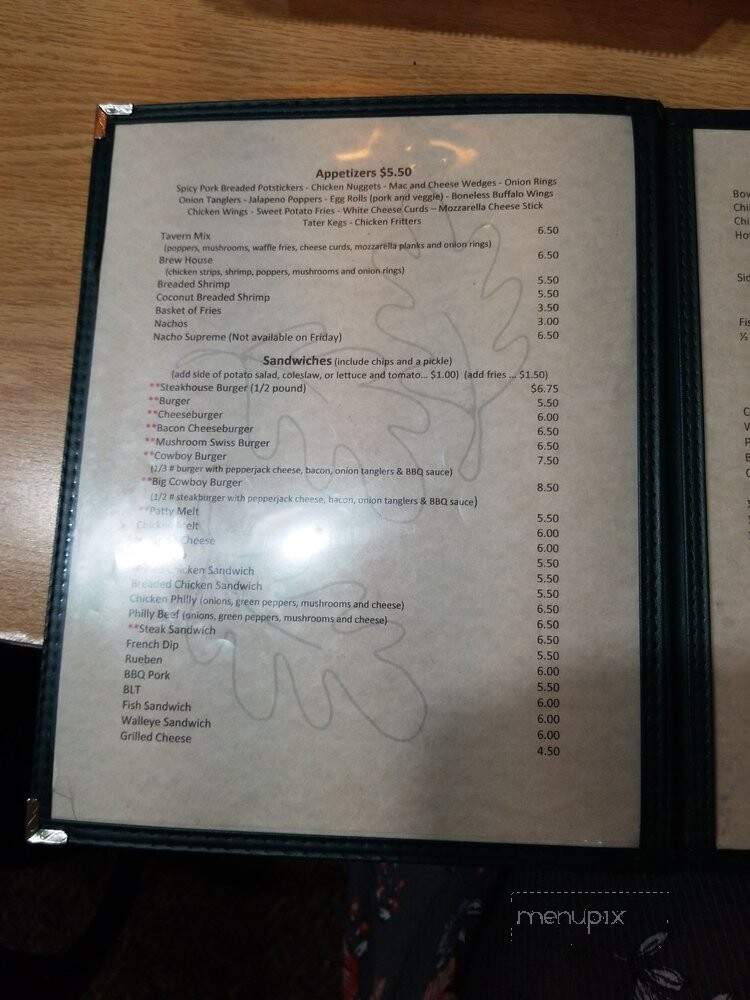 Appetizers $5.50
Spicy Pork Breaded Potstickers - Chicken Nuggets - Mac and Cheese Wedges - Onion Rings
Onion Tanglers - Jalapeno Poppers - Egg Rolls (pork and veggie) - Boneless Buffalo Wings
Chicken Wings - Sweet Potato Fries - White Cheese Curds – Mozzarella Cheese Stick
Tater Kegs - Chicken Fritters
Tavern Mix 6.50
(poppers, mushrooms, waffle fries, cheese curds, mozzarella planks and onion rings)
Brew House 6.50
(chicken strips, shrimp, poppers, mushrooms and onion rings)
Breaded Shrimp 5.50
Coconut Breaded Shrimp 5.50
Basket of Fries 3.50
Nachos 3.00
Nacho Supreme (Not available on Friday) 6.50
Sandwiches (include chips and a pickle)
(add side of potato salad, coleslaw, or lettuce and tomato... $1.00) (add fries ... $1.50)
**Steakhouse Burger (1/2 pound) $6.75
**Burger 5.50
**Cheeseburger 6.00
**Bacon Cheeseburger 6.50
**Mushroom Swiss Burger 6.50
**Cowboy Burger 7.50
(1/3 # burger with pepperjack cheese, bacon, onion tanglers & BBQ sauce)
**Big Cowboy Burger 8.50
(1/2 # steakburger with pepperjack cheese, bacon, onion tanglers & BBQ sauce)
**Patty Melt 5.50
Chicken Melt 6.00
Cheese 6.00
5.50
Chicken Sandwich 5.50
Breaded Chicken Sandwich 5.50
Chicken Philly (onions, green peppers, mushrooms and cheese) 6.50
Philly Beef (onions, green peppers, mushrooms and cheese) 6.50
**Steak Sandwich 6.50
French Dip 5.50
Rueben 6.00
BBQ Pork 5.50
BLT 6.00
Fish Sandwich 6.00
Walleye Sandwich 6.00
Grilled Cheese 4.50
menupix